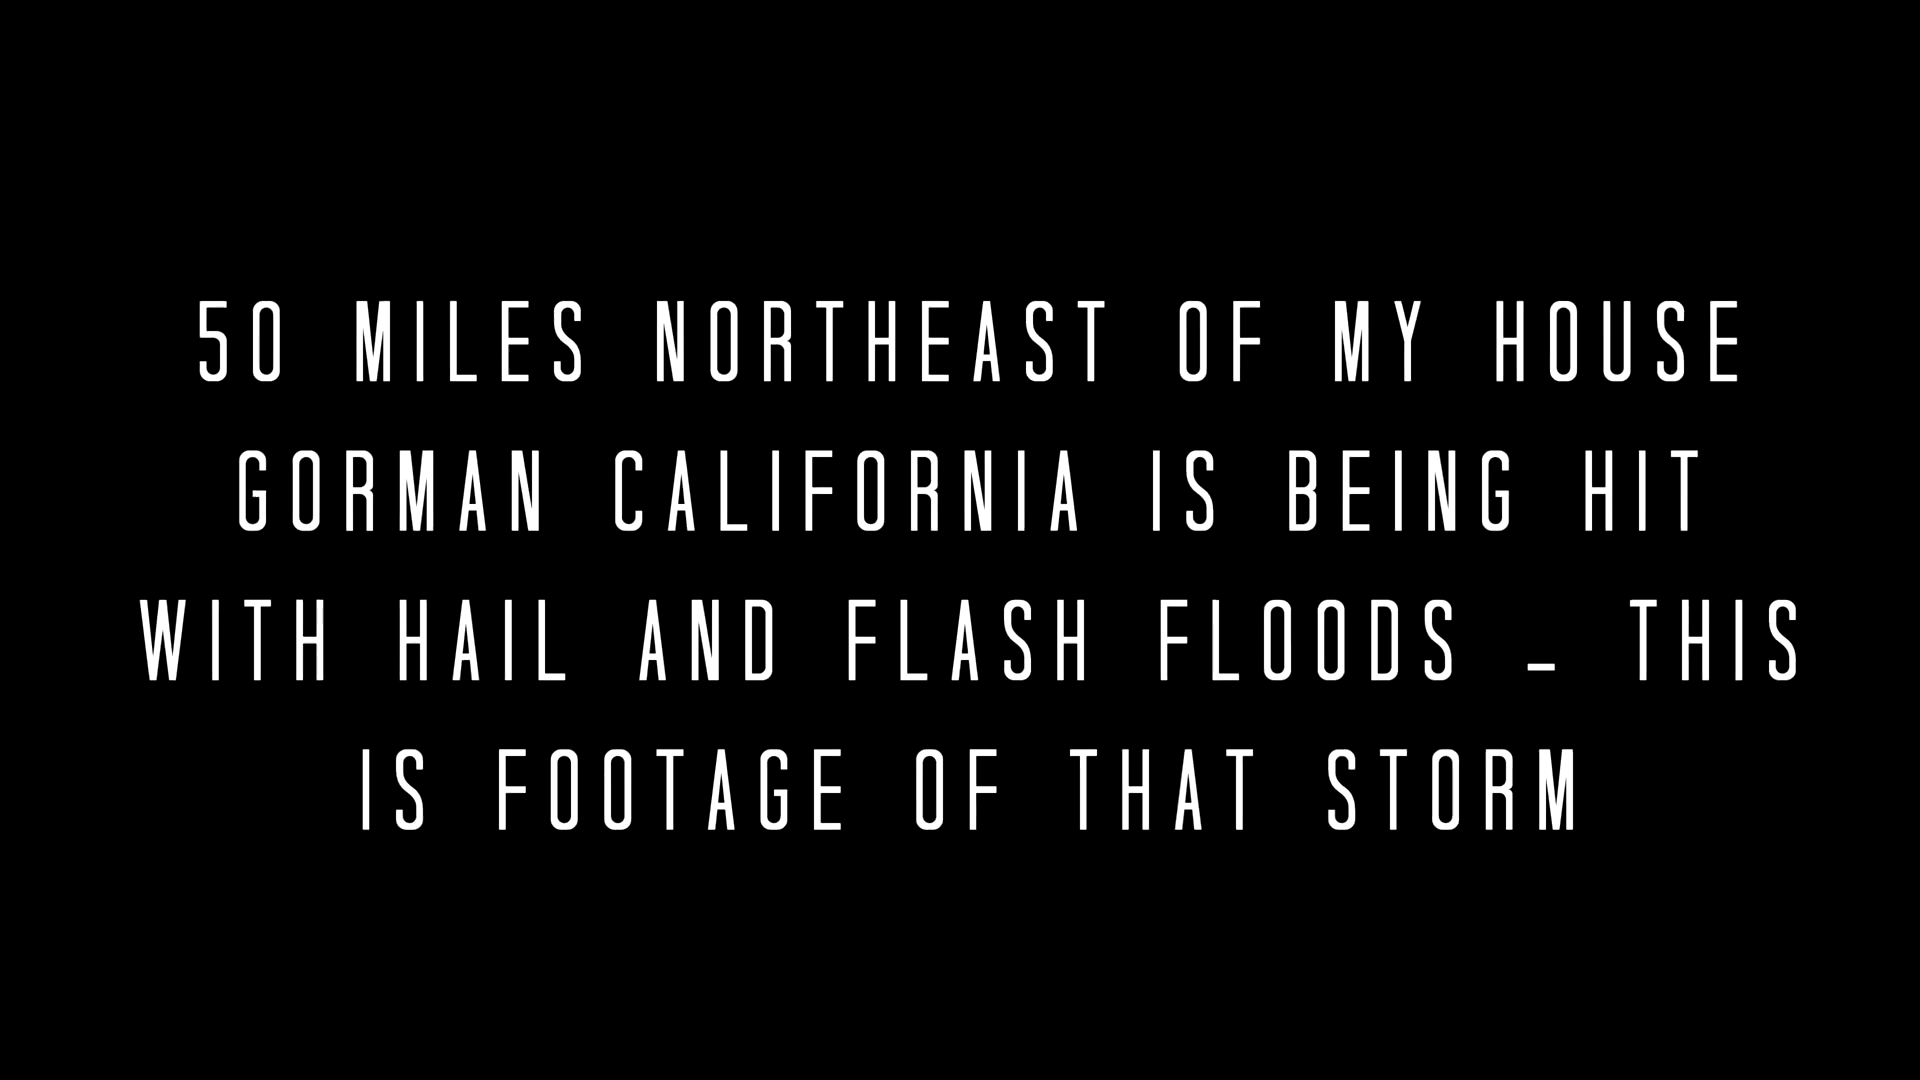 50 MILES NORTHEAST OF MY HOUSE
GORMAN CALIFORNIA IS BEING HIT
WITH HAIL AND FLASH FLOODS - THIS
IS FOOTAGE OF THAT STORM